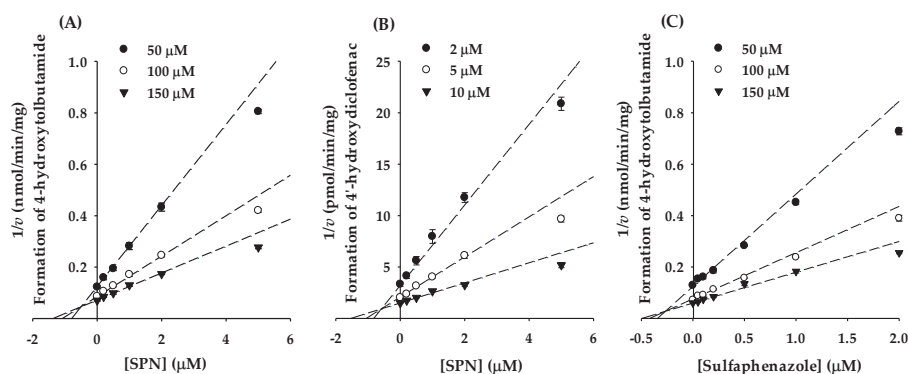 (A)
50 μM
100 μM
150 μM
1/v (nmol/min/mg)
Formation of 4-hydroxytolbutamide
1.0
0.8
0.6
0.4
0.2
-2 0 2 4 6
[SPN] (μM)
(B)
2 μM
5 μM
10 μM
1/v (pmol/min/mg)
Formation of 4'-hydroxydiclofenac
25
20
15
10
5
-2 0 2 4 6
[SPN] (μM)
(C)
50 μM
100 μM
150 μM
1/v (nmol/min/mg)
Formation of 4-hydroxytolbutamide
1.0
0.8
0.6
0.4
0.2
-0.5 0.0 0.5 1.0 1.5 2.0
[Sulfaphenazole] (μM)